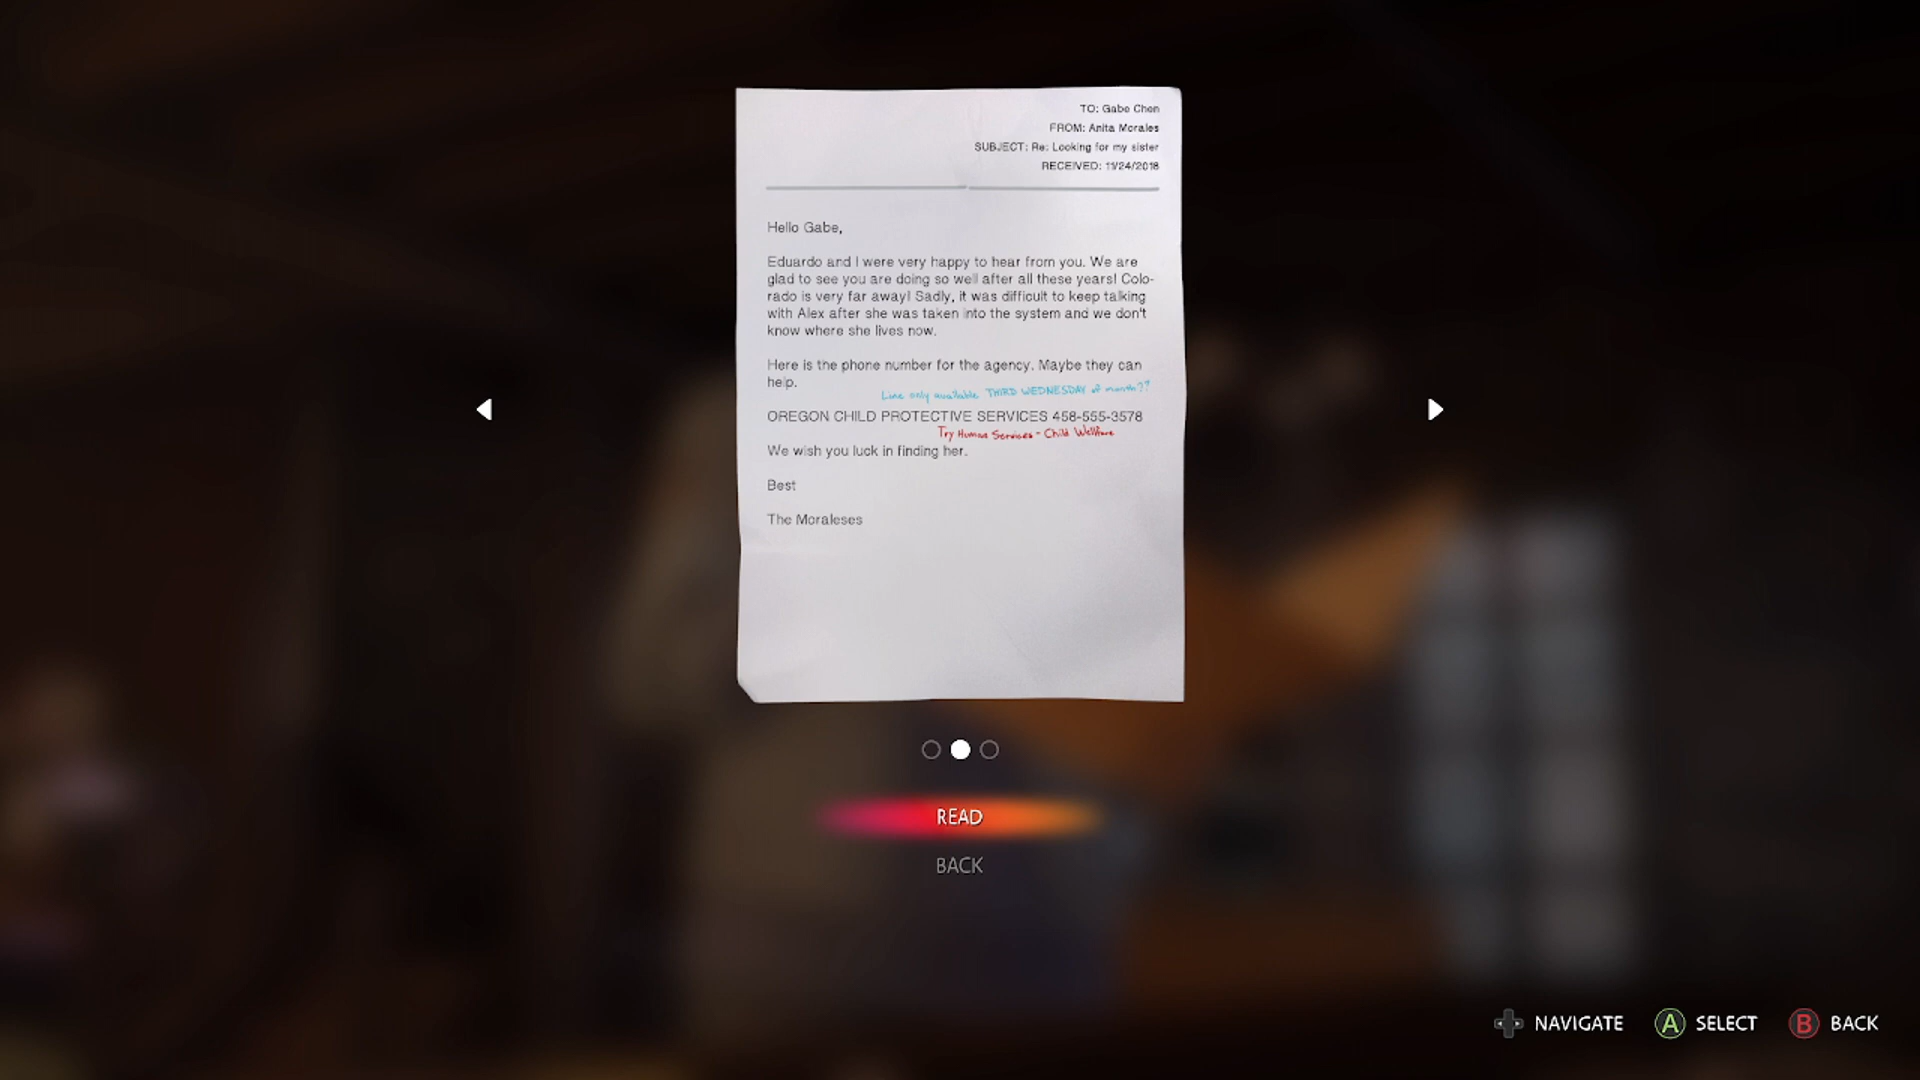 TO: Gabe Chen
FROM: Anita Morales
SUBJECT: Re: Looking for my sister
RECEIVED: 11/24/2018
Hello Gabe,
Eduardo and I were very happy to hear from you. We are
glad to see you are doing so well after all these years! Colo-
rado is very far away! Sadly, it was difficult to keep talking
with Alex after she was taken into the system and we don't
know where she lives now.
Here is the phone number for the agency. Maybe they can
help.
Line only available THIRD WEDNESDAY of month??
OREGON CHILD PROTECTIVE SERVICES 458-555-3578
Try Human Services - Child Welfare
We wish you luck in finding her.
Best
The Moraleses
READ
BACK
NAVIGATE
A SELECT
B BACK